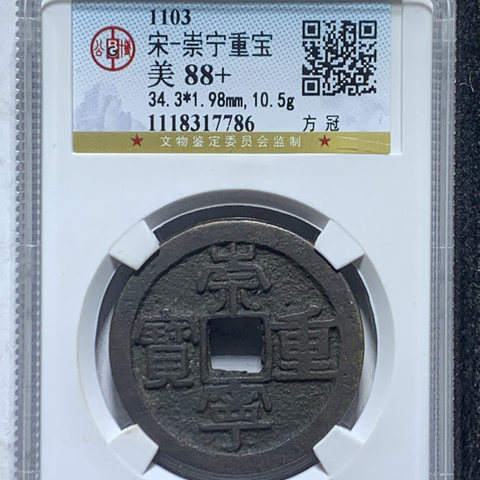 1103
宋-崇宁重宝
美 88+
34.3*1.98mm,10.5g
1118317786 方冠
★ 文物鉴定委员会监制 ★
崇
寳 重
寧